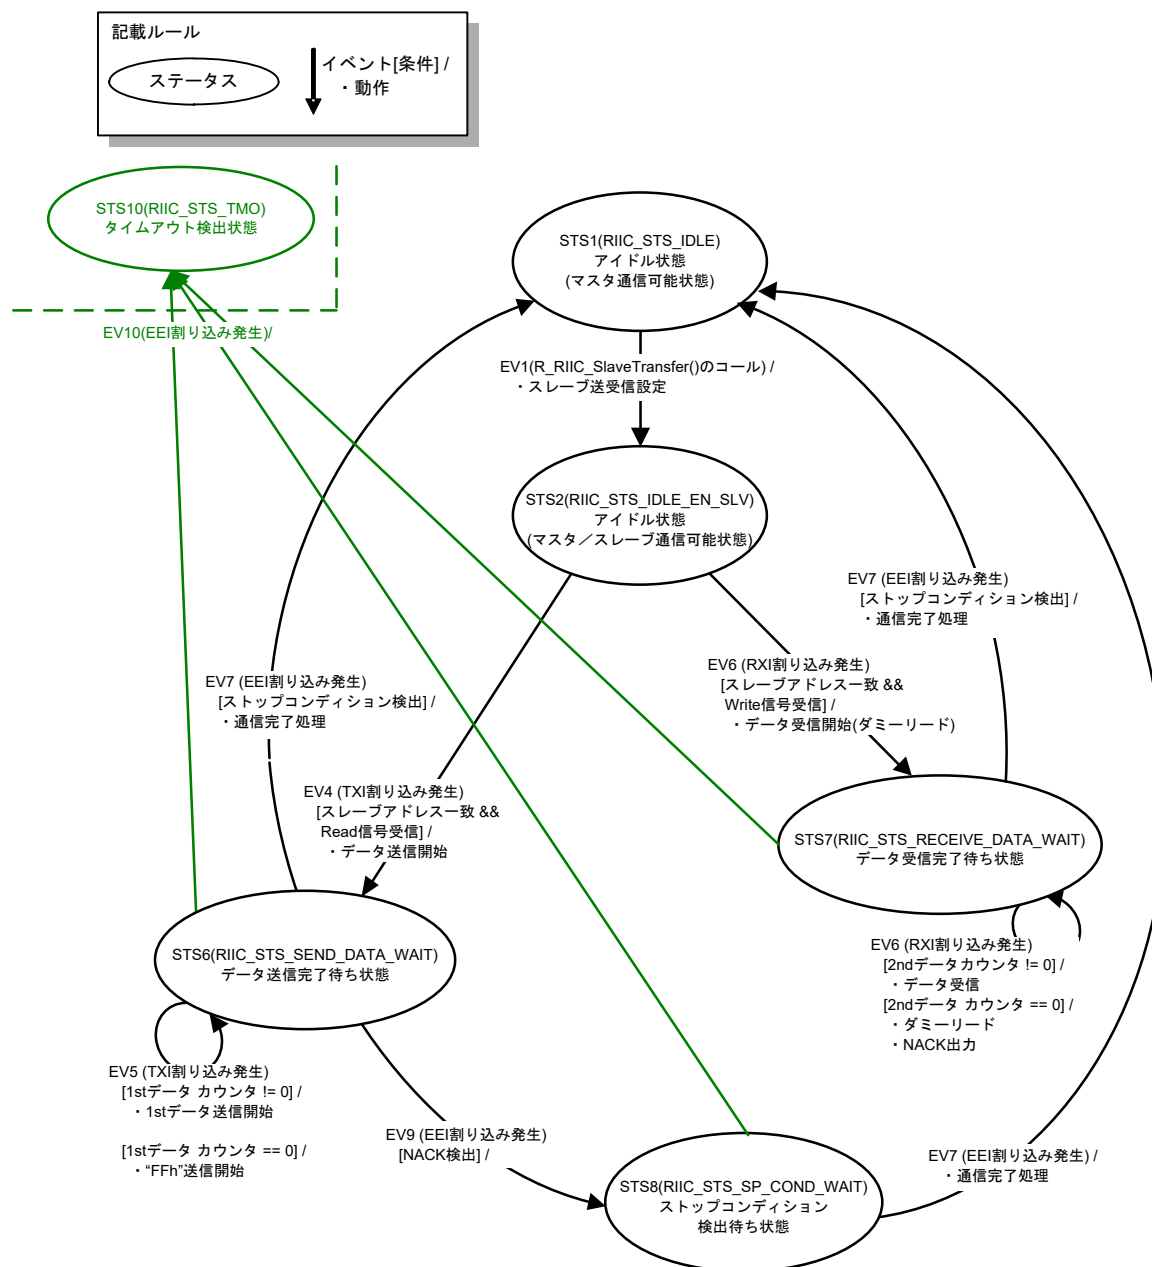 記載ルール
ステータス
イベント[条件] /
・動作
STS10(RIIC_STS_TMO)
タイムアウト検出状態
STS1(RIIC_STS_IDLE)
アイドル状態
(マスタ通信可能状態)
EV10(EEI割り込み発生)/
EV1(R_RIIC_SlaveTransfer()のコール) /
・スレーブ送受信設定
STS2(RIIC_STS_IDLE_EN_SLV)
アイドル状態
(マスタ／スレーブ通信可能状態)
EV7 (EEI割り込み発生)
[ストップコンディション検出] /
・通信完了処理
EV6 (RXI割り込み発生)
[スレーブアドレス一致 &&
Write信号受信] /
・データ受信開始(ダミーリード)
EV7 (EEI割り込み発生)
[ストップコンディション検出] /
・通信完了処理
EV4 (TXI割り込み発生)
[スレーブアドレス一致 &&
Read信号受信] /
・データ送信開始
STS7(RIIC_STS_RECEIVE_DATA_WAIT)
データ受信完了待ち状態
STS6(RIIC_STS_SEND_DATA_WAIT)
データ送信完了待ち状態
EV6 (RXI割り込み発生)
[2ndデータカウンタ != 0] /
・データ受信
[2ndデータ カウンタ == 0] /
・ダミーリード
・NACK出力
EV5 (TXI割り込み発生)
[1stデータ カウンタ != 0] /
・1stデータ送信開始
[1stデータ カウンタ == 0] /
・“FFh”送信開始
EV9 (EEI割り込み発生)
[NACK検出] /
EV7 (EEI割り込み発生) /
・通信完了処理
STS8(RIIC_STS_SP_COND_WAIT)
ストップコンディション
検出待ち状態